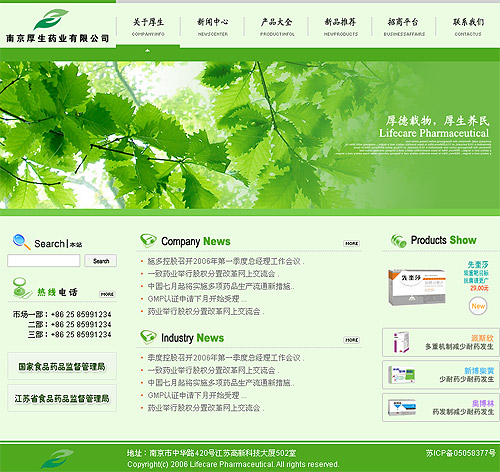 南京厚生药业有限公司
关于厚生
COMPANY INFO
新闻中心
NEWSCENTER
产品大全
PRODUCTINFOL
新品推荐
NEWPRODUCTS
招商平台
BUSINESSAFFAIRS
联系我们
CONTACTUS
厚德载物，厚生养民
Lifecare Pharmaceutical
Search | 本站
Search
热线电话
MORE
市场一部：+86 25 85991234
二部：+86 25 85991234
三部：+86 25 85991234
国家食品药品监督管理局
江苏省食品药品监督管理局
Company News
MORE
施多控股召开2006年第一季度总经理工作会议 .
一致药业举行股权分置改革网上交流会 .
中国七月起将实施多项药品生产流通新措施 .
GMP认证申请下月开始受理 ...
药业举行股权分置改革网上交流会 .
Industry News
MORE
季度控股召开2006年第一季度总经理工作会议 .
一致药业举行股权分置改革网上交流会 .
中国七月起将实施多项药品生产流通新措施 .
GMP认证申请下月开始受理 ...
药业举行股权分置改革网上交流会 .
Products Show
先奎莎
29.00元
New
派斯欣
多重机制减少耐药发生
新博柴黄
少耐药少耐药发生
奥博林
药发制减少耐药发生
地址：南京市中华路420号江苏高新科技大厦502室
苏ICP备05058377号
Copyright(c) 2006 Lifecare Pharmaceutical. All rights reserved.